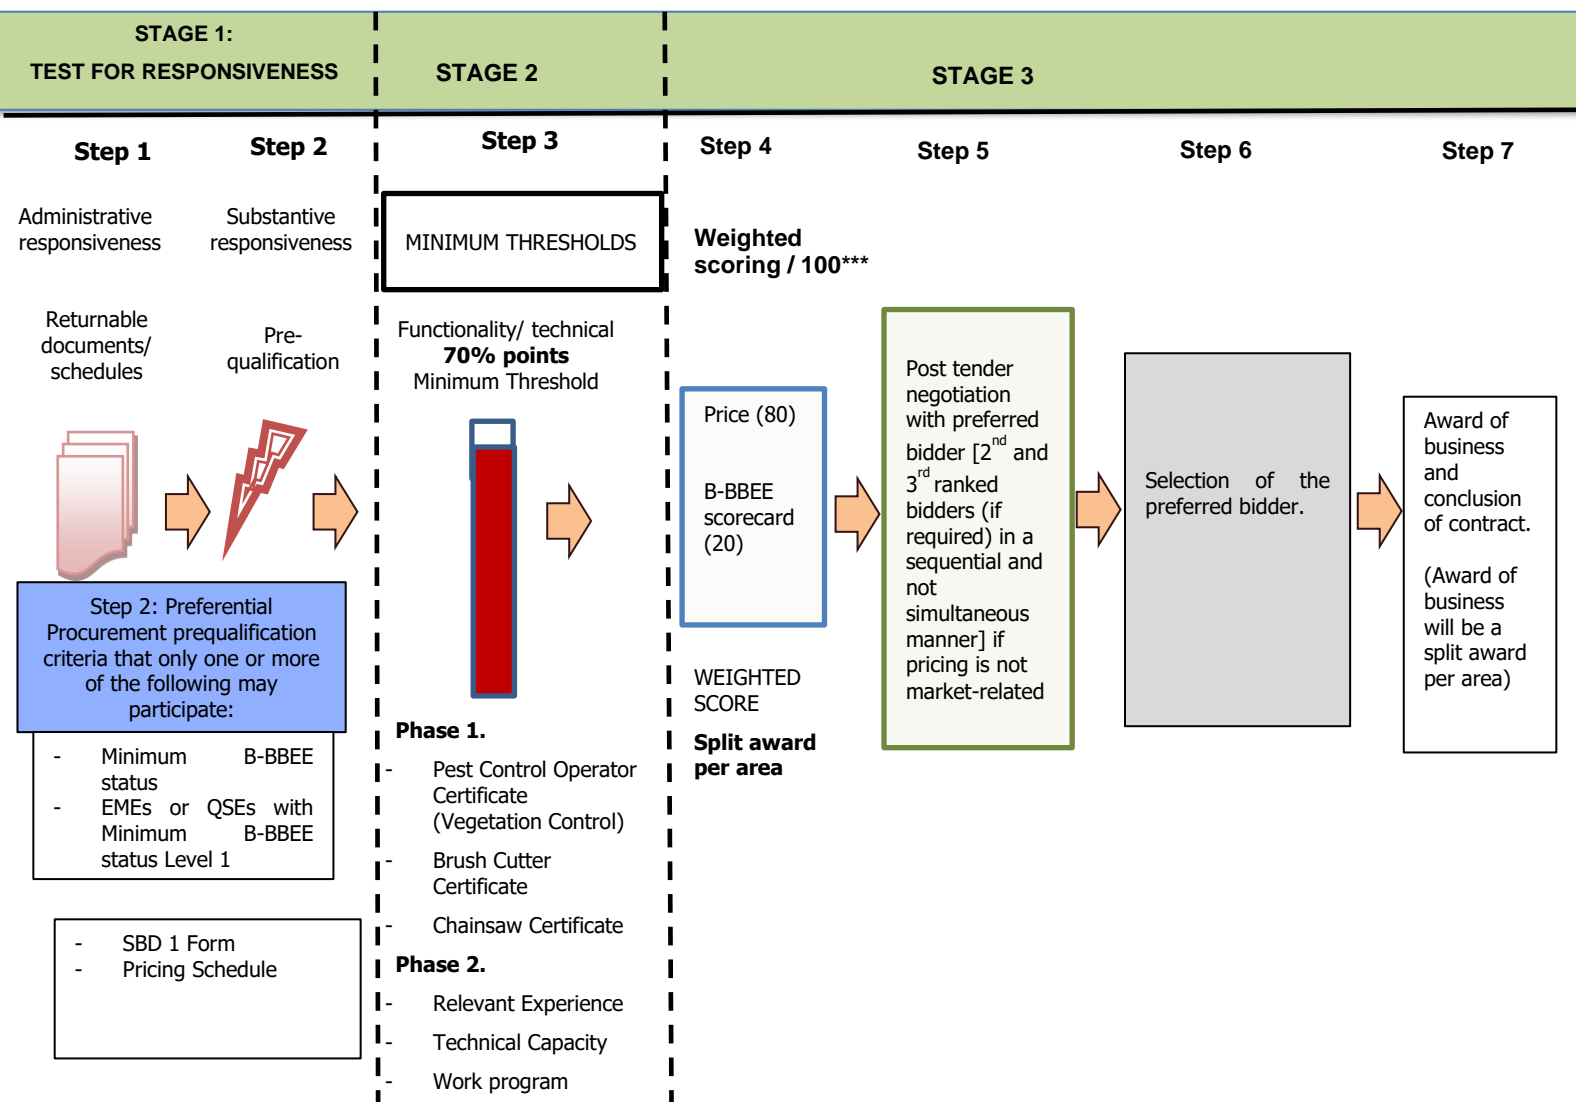 STAGE 1:
TEST FOR RESPONSIVENESS
STAGE 2
STAGE 3
Step 1
Step 2
Step 3
Step 4
Step 5
Step 6
Step 7
Administrative
responsiveness
Substantive
responsiveness
MINIMUM THRESHOLDS
Weighted
scoring / 100***
Returnable
documents/
schedules
Pre-
qualification
Functionality/ technical
70% points
Minimum Threshold
Price (80)
B-BBEE
scorecard
(20)
WEIGHTED
SCORE
Split award
per area
Post tender
negotiation
with preferred
bidder [2nd and
3rd ranked
bidders (if
required) in a
sequential and
not
simultaneous
manner] if
pricing is not
market-related
Selection of the
preferred bidder.
Award of
business
and
conclusion
of contract.
(Award of
business
will be a
split award
per area)
Step 2: Preferential
Procurement prequalification
criteria that only one or more
of the following may
participate:
- Minimum B-BBEE
status
- EMEs or QSEs with
Minimum B-BBEE
status Level 1
- SBD 1 Form
- Pricing Schedule
Phase 1.
- Pest Control Operator
Certificate
(Vegetation Control)
- Brush Cutter
Certificate
- Chainsaw Certificate
Phase 2.
- Relevant Experience
- Technical Capacity
- Work program